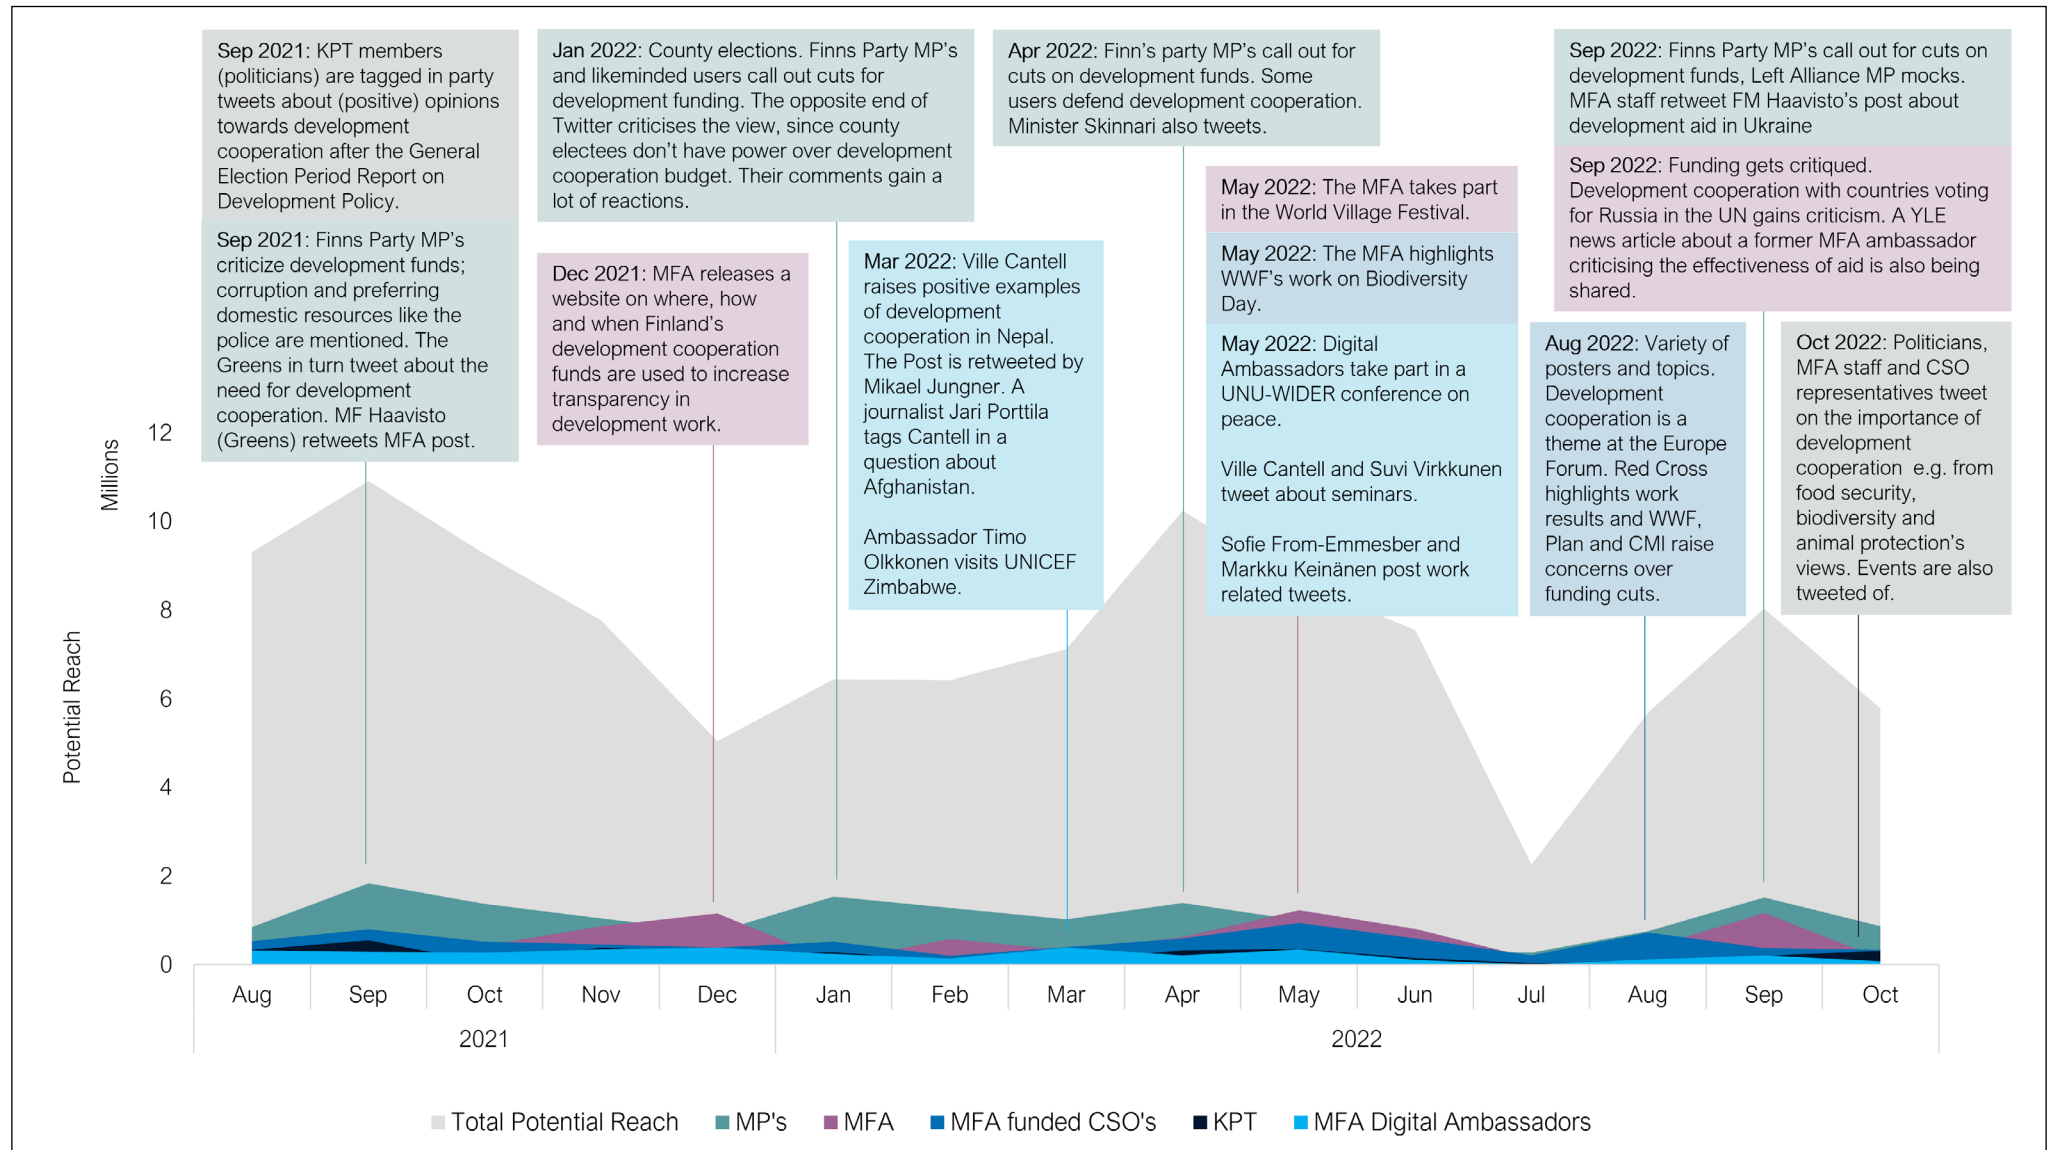 Sep 2021: KPT members
(politicians) are tagged in party
tweets about (positive) opinions
towards development
cooperation after the General
Election Period Report on
Development Policy.
Sep 2021: Finns Party MP's
criticize development funds;
corruption and preferring
domestic resources like the
police are mentioned. The
Greens in turn tweet about the
need for development
cooperation. MF Haavisto
(Greens) retweets MFA post.
Jan 2022: County elections. Finns Party MP's
and likeminded users call out cuts for
development funding. The opposite end of
Twitter criticises the view, since county
electees don't have power over development
cooperation budget. Their comments gain a
lot of reactions.
Dec 2021: MFA releases a
website on where, how
and when Finland's
development cooperation
funds are used to increase
transparency in
development work.
Mar 2022: Ville Cantell
raises positive examples
of development
cooperation in Nepal.
The Post is retweeted by
Mikael Jungner. A
journalist Jari Porttila
tags Cantell in a
question about
Afghanistan.
Ambassador Timo
Olkkonen visits UNICEF
Zimbabwe.
Apr 2022: Finn's party MP's call out for
cuts on development funds. Some
users defend development cooperation.
Minister Skinnari also tweets.
May 2022: The MFA takes part
in the World Village Festival.
May 2022: The MFA highlights
WWF's work on Biodiversity
Day.
May 2022: Digital
Ambassadors take part in a
UNU-WIDER conference on
peace.
Ville Cantell and Suvi Virkkunen
tweet about seminars.
Sofie From-Emmesber and
Markku Keinänen post work
related tweets.
Sep 2022: Finns Party MP's call out for cuts on
development funds, Left Alliance MP mocks.
MFA staff retweet FM Haavisto's post about
development aid in Ukraine
Sep 2022: Funding gets critiqued.
Development cooperation with countries voting
for Russia in the UN gains criticism. A YLE
news article about a former MFA ambassador
criticising the effectiveness of aid is also being
shared.
Aug 2022: Variety of
posters and topics.
Development
cooperation is a
theme at the Europe
Forum. Red Cross
highlights work
results and WWF,
Plan and CMI raise
concerns over
funding cuts.
Oct 2022: Politicians,
MFA staff and CSO
representatives tweet
on the importance of
development
cooperation e.g. from
food security,
biodiversity and
animal protection's
views. Events are also
tweeted of.
Millions
Potential Reach
12
10
8
6
4
2
0
Aug Sep Oct Nov Dec Jan Feb Mar Apr May Jun Jul Aug Sep Oct
2021 2022
Total Potential Reach MP's MFA MFA funded CSO's KPT MFA Digital Ambassadors